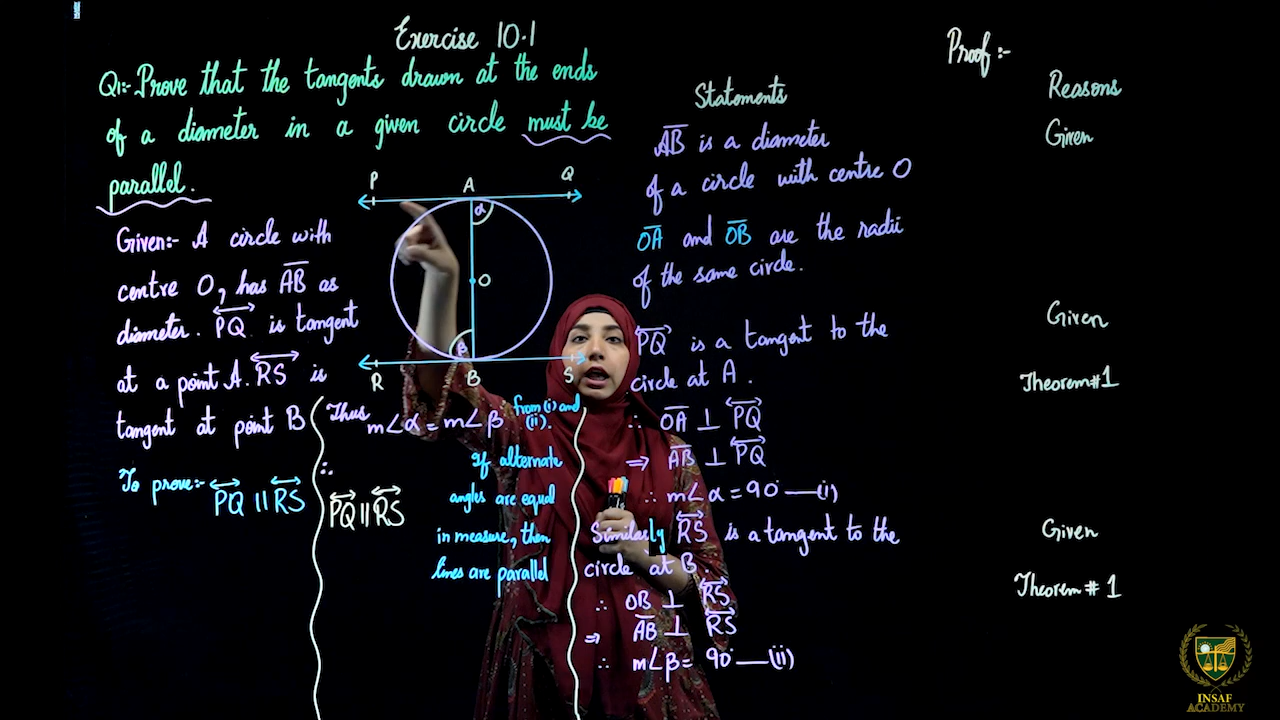 Exercise 10.1
Q1:- Prove that the tangents drawn at the ends
of a diameter in a given circle must be
parallel.
Given:- A circle with
centre O, has AB as
diameter. PQ is tangent
at a point A. RS is
tangent at point B
To prove:- PQ || RS
P A Q
α
O
β
R B S
Thus m∠α = m∠β from (i) and
(ii).
∴
PQ || RS
If alternate
angles are equal
in measure, then
lines are parallel
Proof:-
Statements Reasons
AB is a diameter Given
of a circle with centre O
OA and OB are the radii
of the same circle.
PQ is a tangent to the Given
circle at A. Theorem#1
∴ OA ⊥ PQ
⇒ AB ⊥ PQ
∴ m∠α = 90° —(i)
Similarly RS is a tangent to the Given
circle at B.
∴ OB ⊥ RS Theorem # 1
⇒ AB ⊥ RS
∴ m∠β = 90° —(ii)
INSAF
ACADEMY